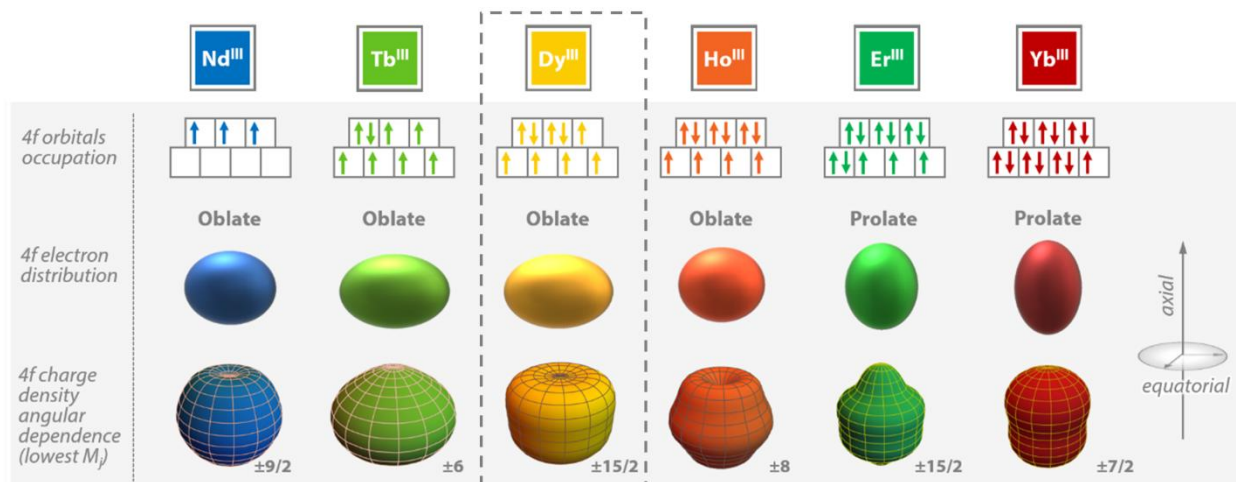 Nd^III Tb^III Dy^III Ho^III Er^III Yb^III
4f orbitals
occupation
Oblate Oblate Oblate Oblate Prolate Prolate
4f electron
distribution
axial
equatorial
4f charge
density
angular
dependence
(lowest M_J)
±9/2 ±6 ±15/2 ±8 ±15/2 ±7/2